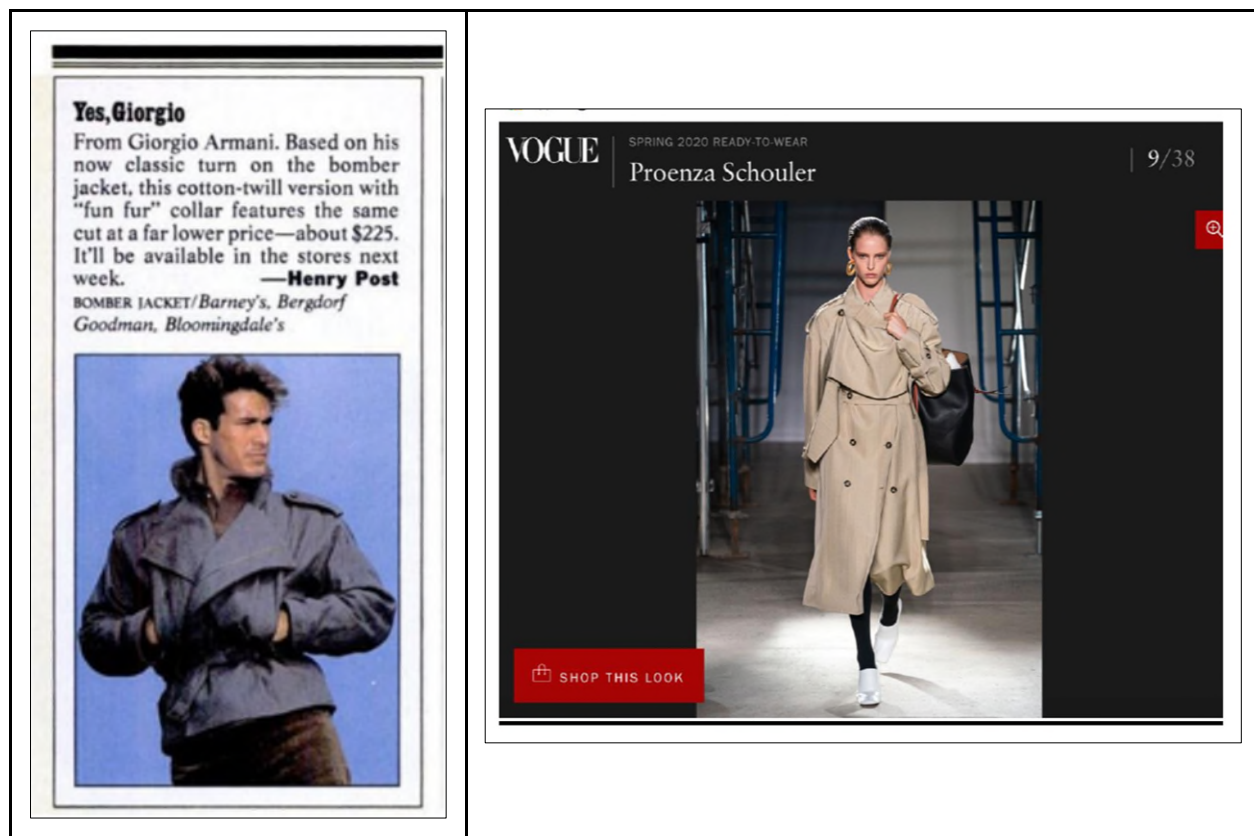 Yes, Giorgio
From Giorgio Armani. Based on his
now classic turn on the bomber
jacket, this cotton-twill version with
“fun fur” collar features the same
cut at a far lower price—about $225.
It’ll be available in the stores next
week. —Henry Post
BOMBER JACKET/Barney's, Bergdorf
Goodman, Bloomingdale's
VOGUE
SPRING 2020 READY-TO-WEAR
Proenza Schouler
9/38
SHOP THIS LOOK